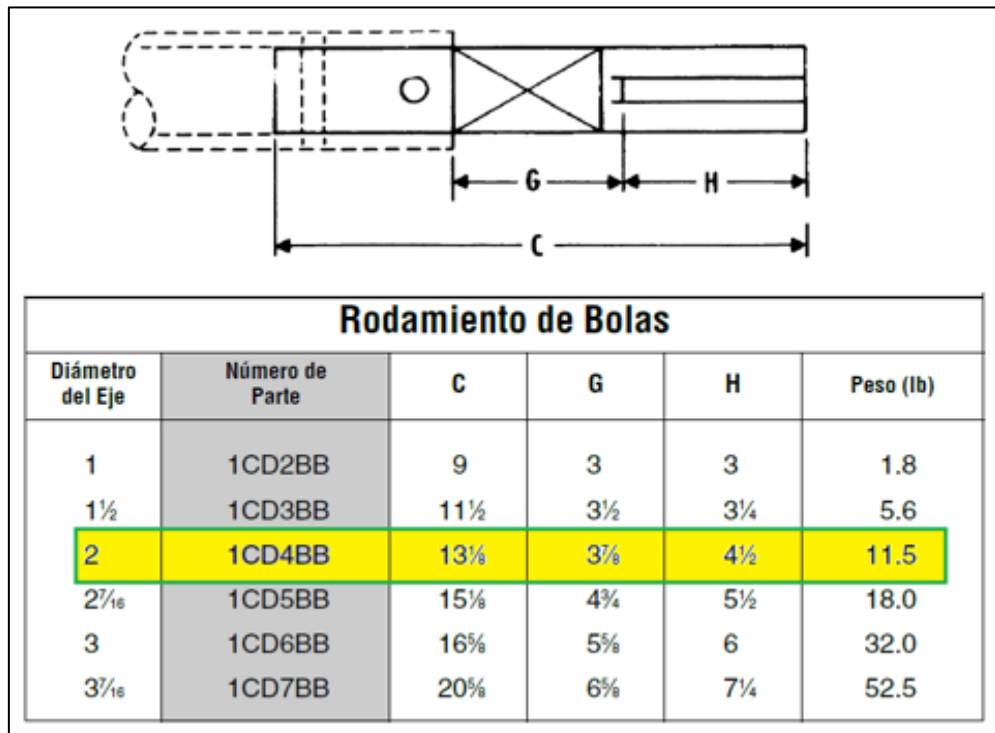 G
H
C
Rodamiento de Bolas
Diámetro del Eje Número de Parte C G H Peso (lb)
1 1CD2BB 9 3 3 1.8
1½ 1CD3BB 11½ 3½ 3¼ 5.6
2 1CD4BB 13⅛ 3⅞ 4½ 11.5
2⁷⁄₁₆ 1CD5BB 15⅛ 4¾ 5½ 18.0
3 1CD6BB 16⅝ 5⅝ 6 32.0
3⁷⁄₁₆ 1CD7BB 20⅝ 6⅝ 7¼ 52.5